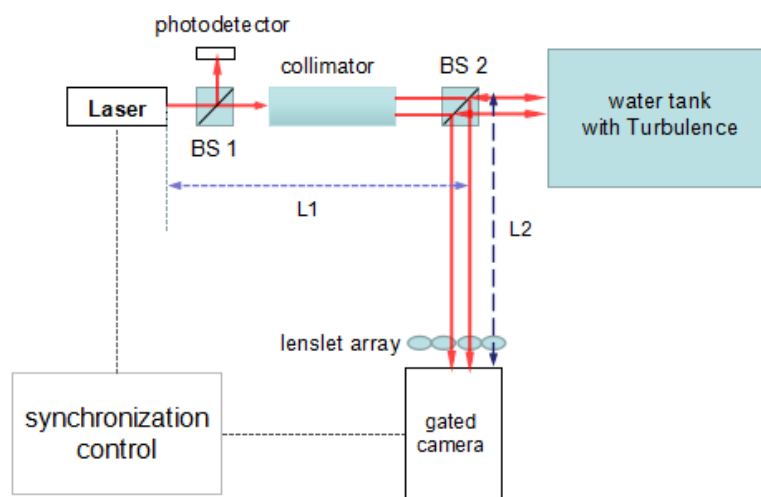 photodetector
collimator
BS 2
Laser
BS 1
water tank
with Turbulence
L1
L2
lenslet array
synchronization
control
gated
camera